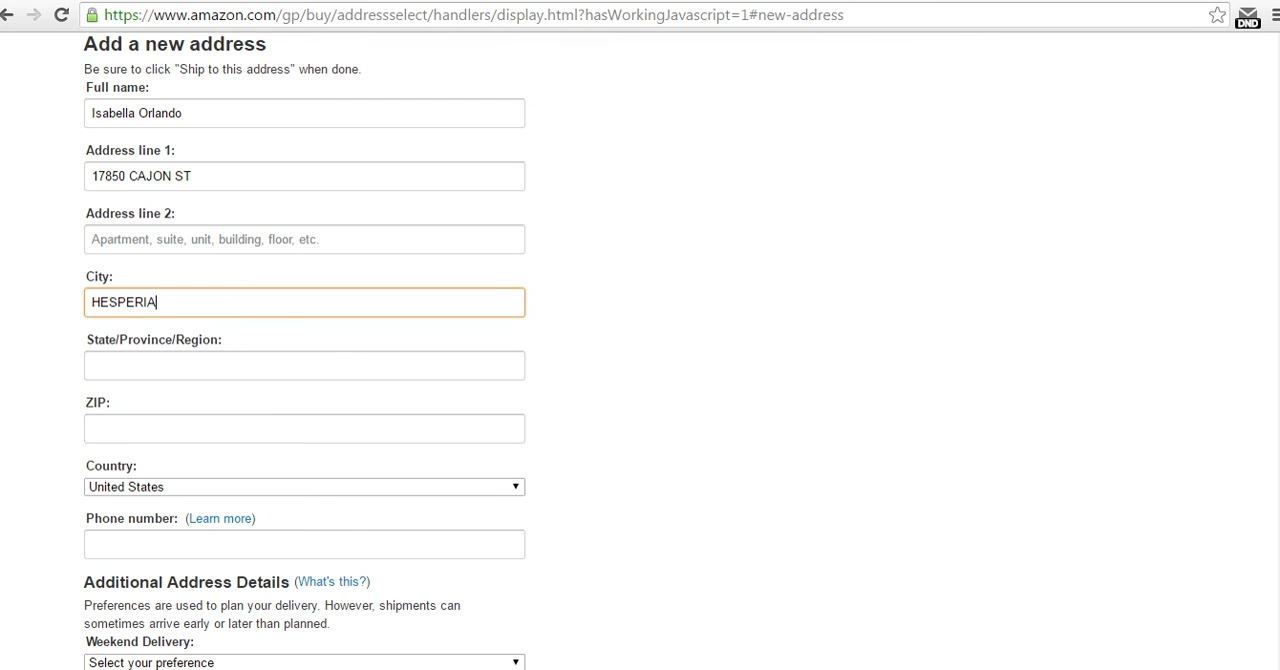 https://www.amazon.com/gp/buy/addressselect/handlers/display.html?hasWorkingJavascript=1#new-address
DND
Add a new address
Be sure to click "Ship to this address" when done.
Full name:
Isabella Orlando
Address line 1:
17850 CAJON ST
Address line 2:
Apartment, suite, unit, building, floor, etc.
City:
HESPERIA
State/Province/Region:
ZIP:
Country:
United States
Phone number: (Learn more)
Additional Address Details (What's this?)
Preferences are used to plan your delivery. However, shipments can
sometimes arrive early or later than planned.
Weekend Delivery:
Select your preference